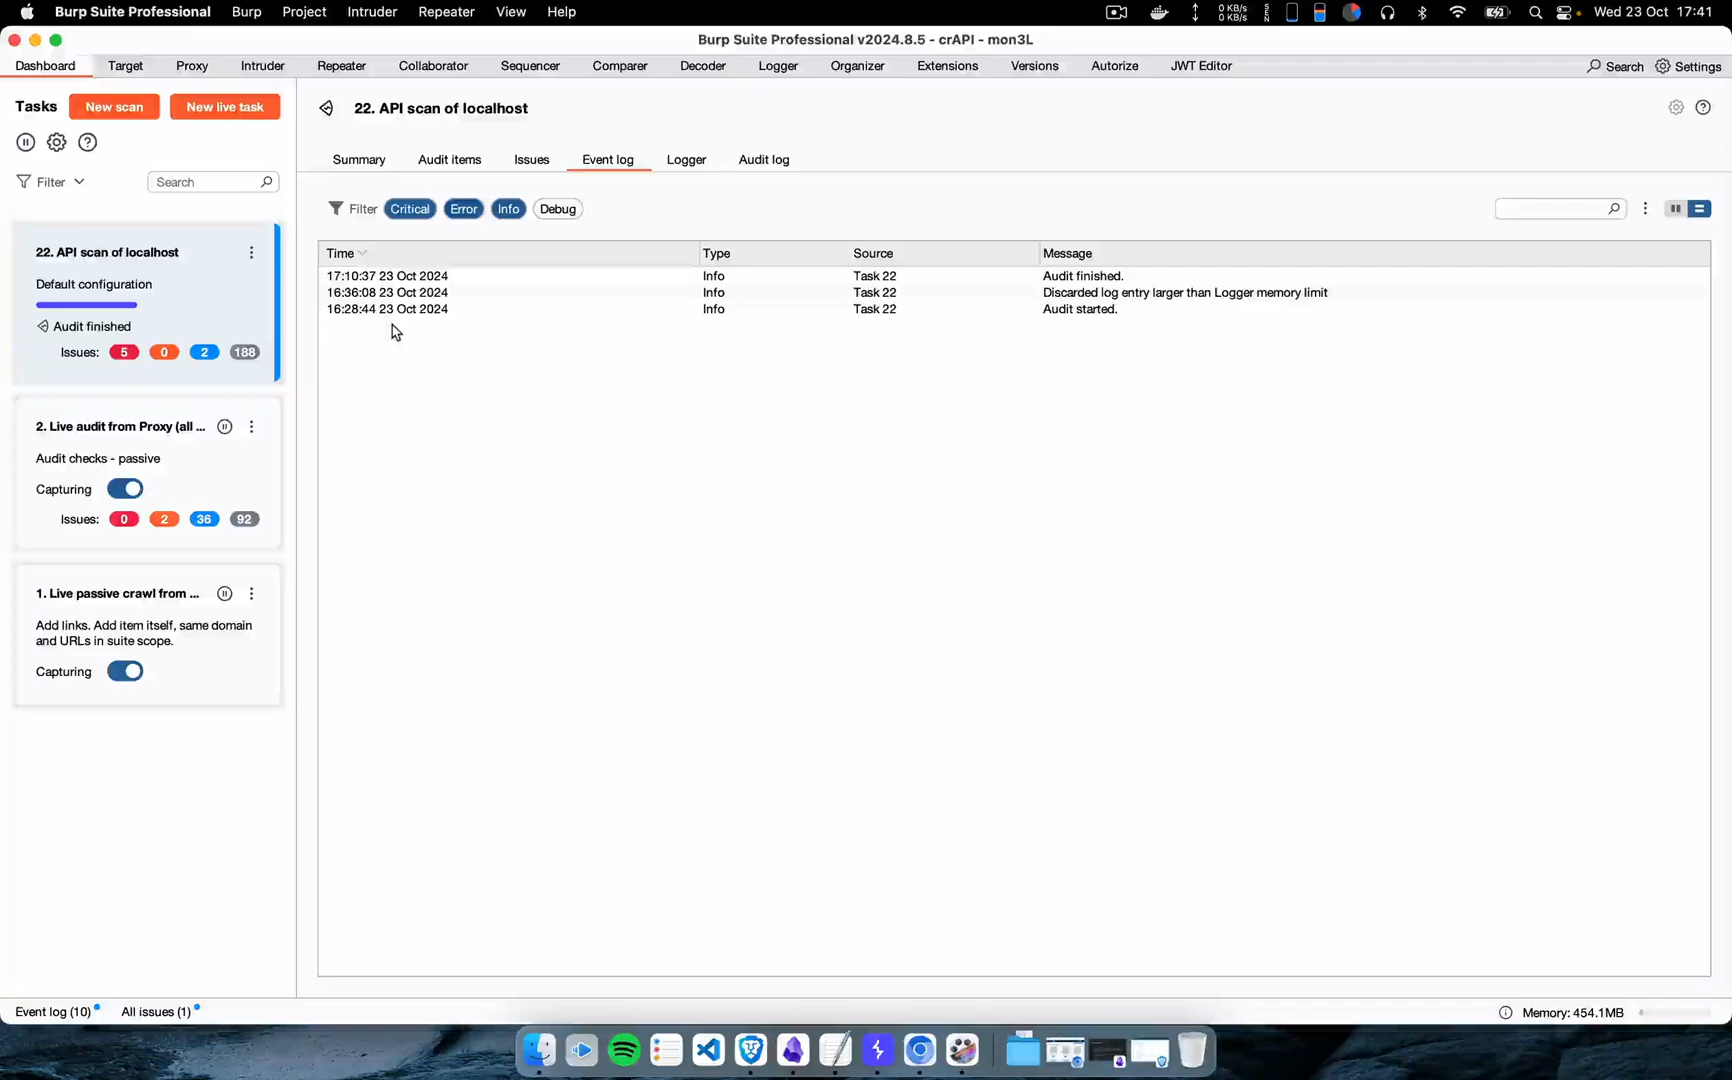 Burp Suite Professional Burp Project Intruder Repeater View Help 0 KB/s 0 KB/s SEN Wed 23 Oct 17:41
Burp Suite Professional v2024.8.5 - crAPI - mon3L
Dashboard Target Proxy Intruder Repeater Collaborator Sequencer Comparer Decoder Logger Organizer Extensions Versions Autorize JWT Editor Search Settings
Tasks New scan New live task
Filter Search
22. API scan of localhost
Default configuration
Audit finished
Issues: 5 0 2 188
2. Live audit from Proxy (all ...
Audit checks - passive
Capturing
Issues: 0 2 36 92
1. Live passive crawl from ...
Add links. Add item itself, same domain
and URLs in suite scope.
Capturing
22. API scan of localhost
Summary Audit items Issues Event log Logger Audit log
Filter Critical Error Info Debug
Time Type Source Message
17:10:37 23 Oct 2024 Info Task 22 Audit finished.
16:36:08 23 Oct 2024 Info Task 22 Discarded log entry larger than Logger memory limit
16:28:44 23 Oct 2024 Info Task 22 Audit started.
Event log (10) All issues (1) Memory: 454.1MB